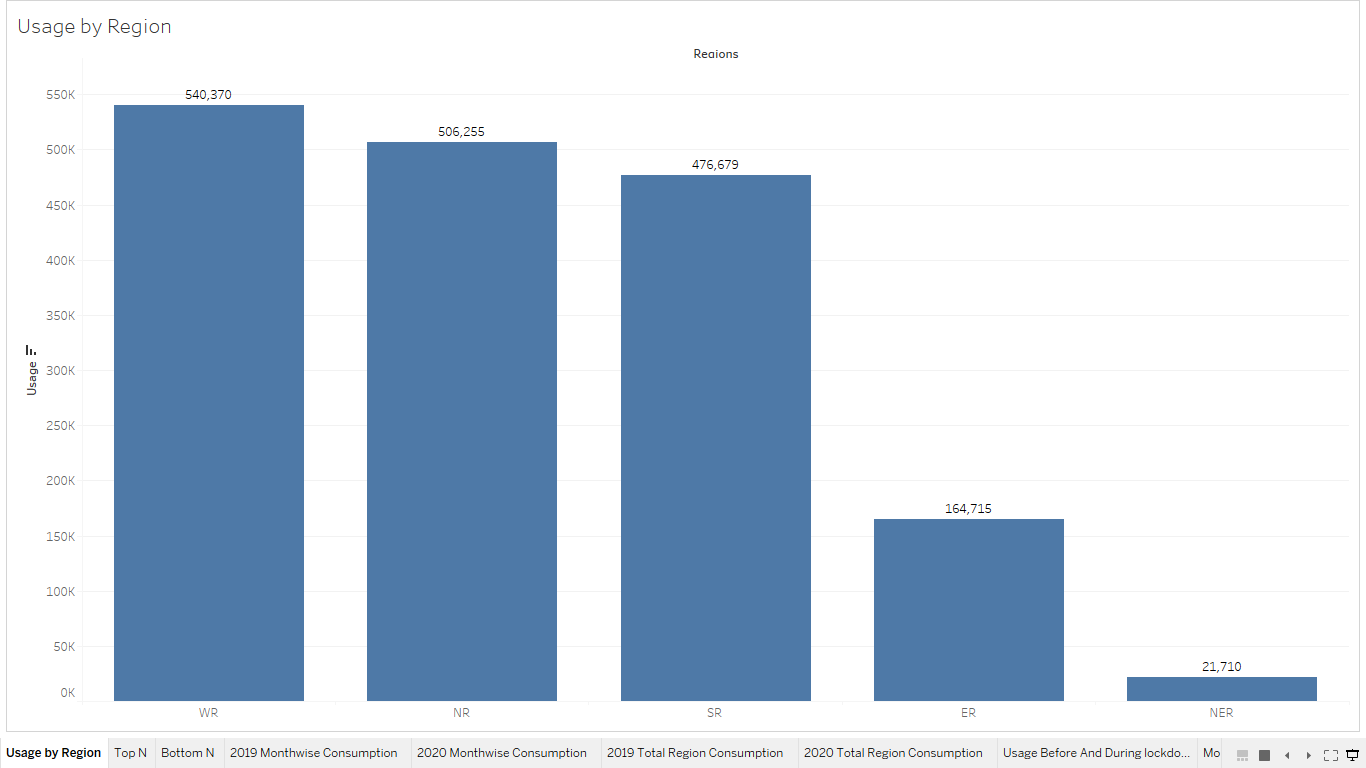 Usage by Region
Regions
550K
500K
450K
400K
350K
300K
250K
200K
150K
100K
50K
0K
Usage
540,370
506,255
476,679
164,715
21,710
WR NR SR ER NER
Usage by Region Top N Bottom N 2019 Monthwise Consumption 2020 Monthwise Consumption 2019 Total Region Consumption 2020 Total Region Consumption Usage Before And During lockdo... Mo